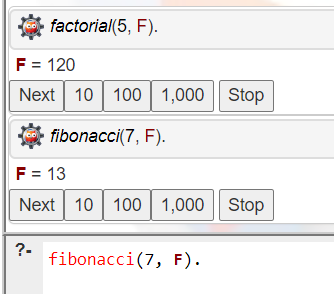 factorial(5, F).
F = 120
Next 10 100 1,000 Stop
fibonacci(7, F).
F = 13
Next 10 100 1,000 Stop
?- fibonacci(7, F).